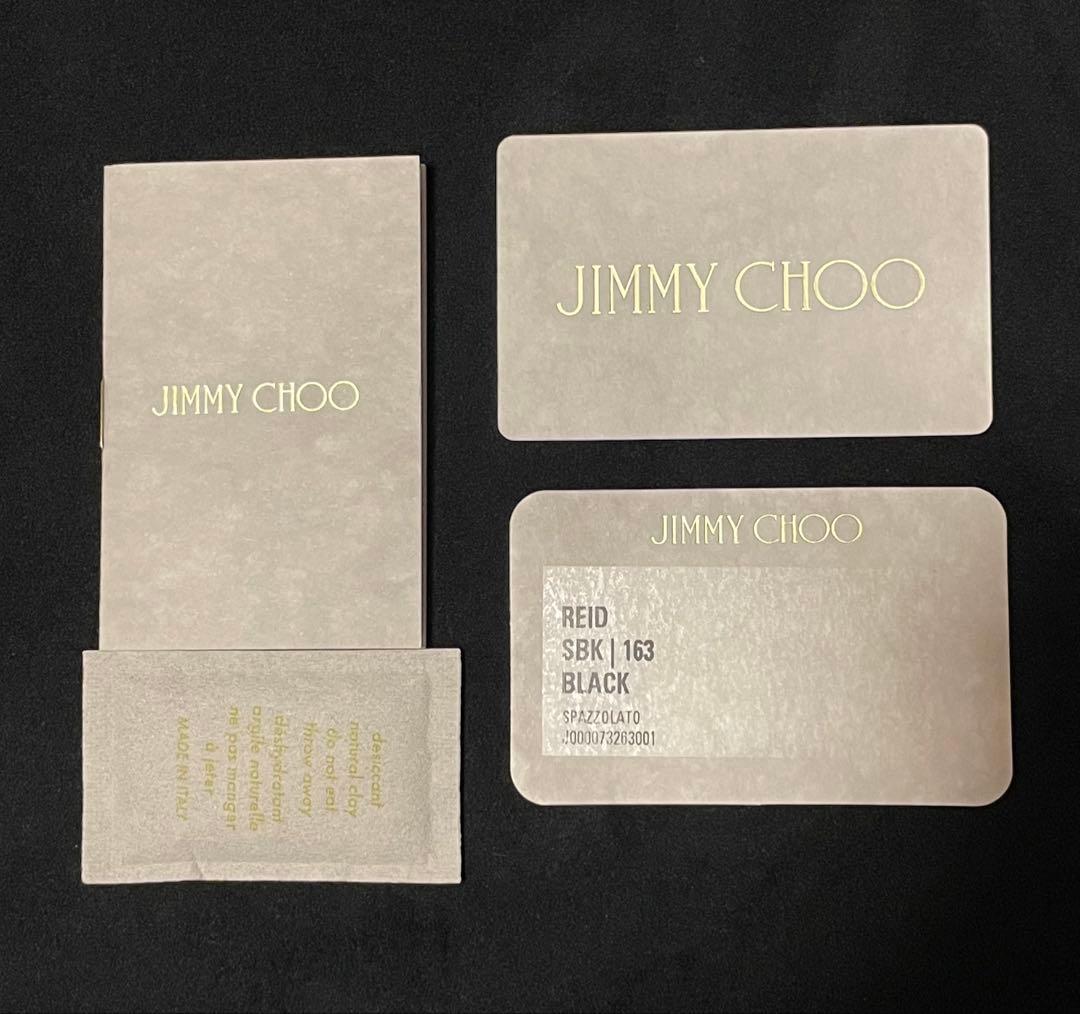 JIMMY CHOO
JIMMY CHOO
JIMMY CHOO
REID
SBK | 163
BLACK
SPAZZOLATO
J000073263001
desiccant
natural clay
do not eat
throw away
déshydratant
argile naturelle
ne pas manger
à jeter
MADE IN ITALY